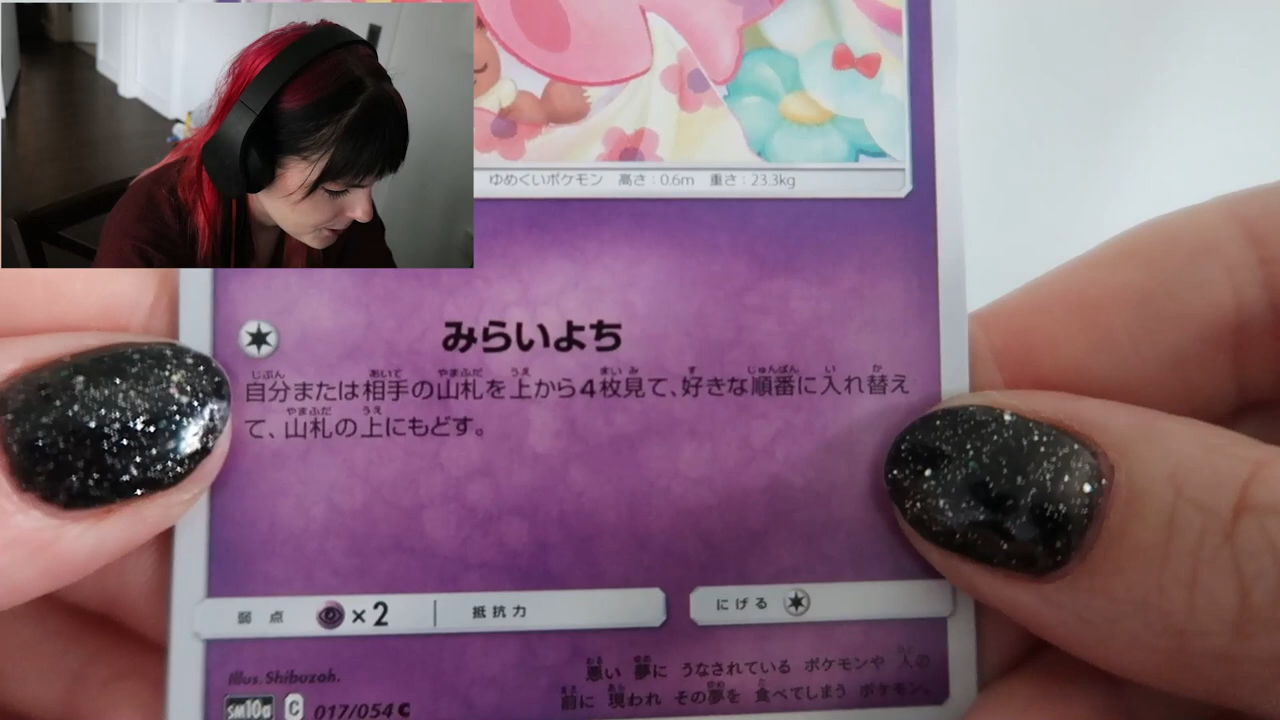 ゆめくいポケモン 高さ:0.6m 重さ:23.3kg
みらいよち
自分または相手の山札を上から4枚見て、好きな順番に入れ替え
て、山札の上にもどす。
弱点 ×2 抵抗力 にげる
Illus. Shibuzoh.
悪い 夢に うなされている ポケモンや 人の
前に 現われ その夢を 食べてしまう ポケモン。
SM10a C 017/054 C